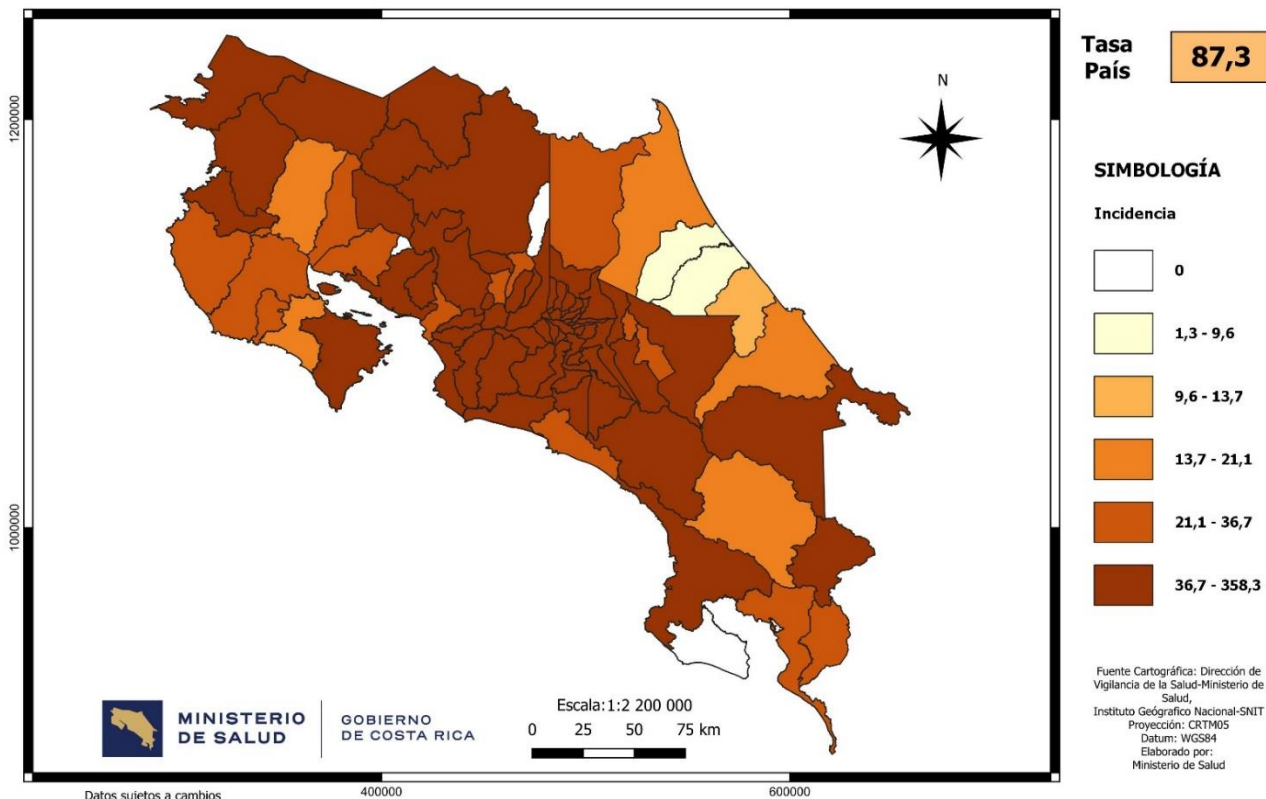 Tasa
País
87,3
N
1200000
1000000
SIMBOLOGÍA
Incidencia
0
1,3 - 9,6
9,6 - 13,7
13,7 - 21,1
21,1 - 36,7
36,7 - 358,3
MINISTERIO
DE SALUD
GOBIERNO
DE COSTA RICA
Escala:1:2 200 000
0 25 50 75 km
Fuente Cartográfica: Dirección de
Vigilancia de la Salud-Ministerio de
Salud,
Instituto Geógrafico Nacional-SNIT
Proyección: CRTM05
Datum: WGS84
Elaborado por:
Ministerio de Salud
Datos sujetos a cambios
400000
600000